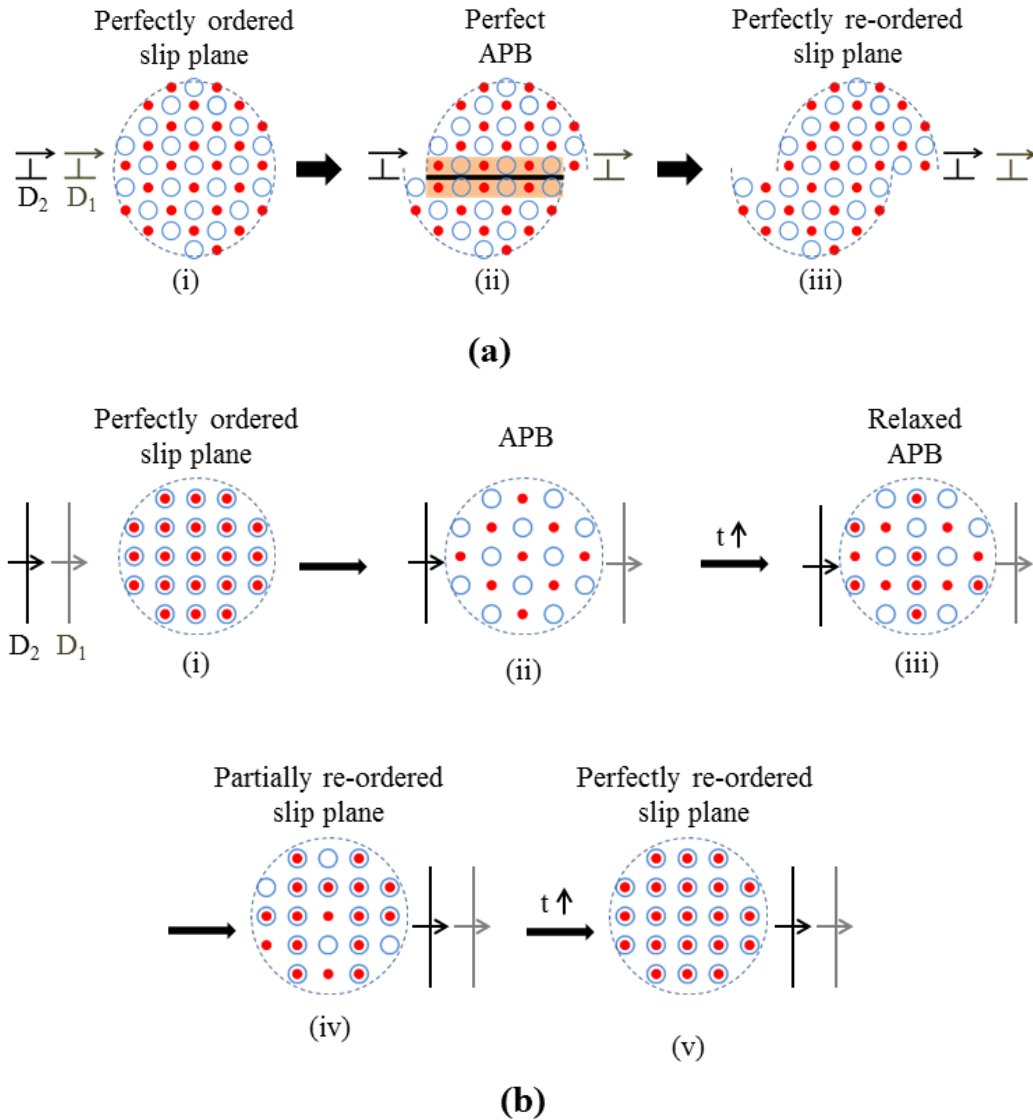 Perfectly ordered
slip plane
Perfect
APB
Perfectly re-ordered
slip plane
D₂ D₁
(i)
(ii)
(iii)
(a)
Perfectly ordered
slip plane
APB
Relaxed
APB
t ↑
D₂ D₁
(i)
(ii)
(iii)
Partially re-ordered
slip plane
Perfectly re-ordered
slip plane
t ↑
(iv)
(v)
(b)